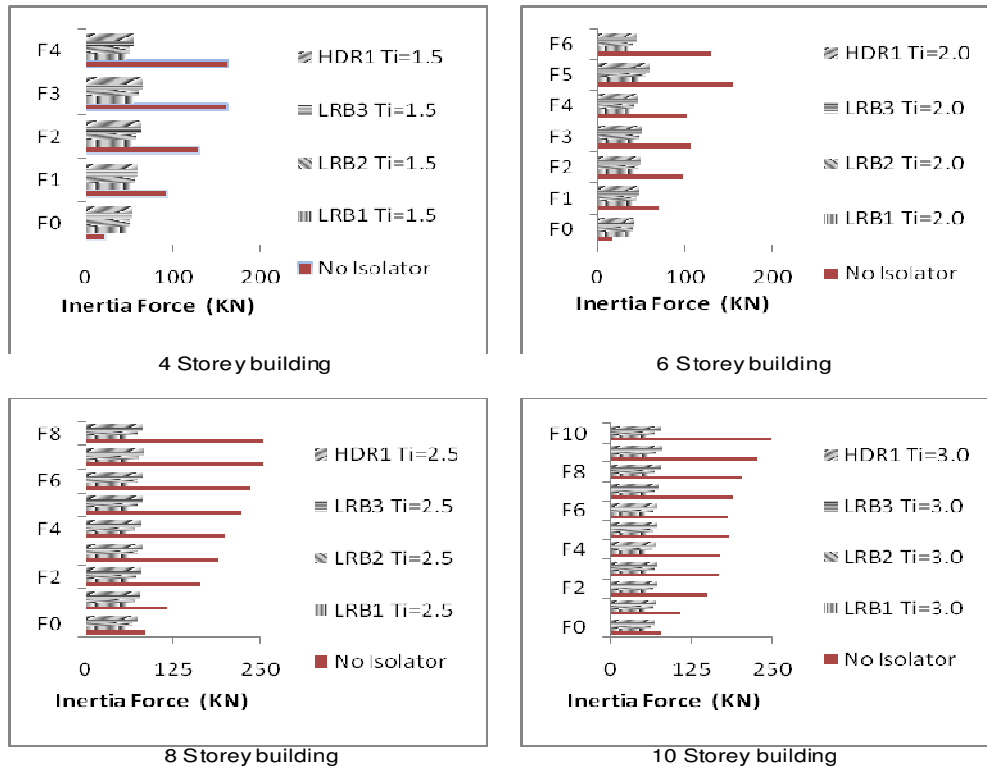 F4
F3
F2
F1
F0
0 100 200
Inertia Force (KN)
HDR1 Ti=1.5
LRB3 Ti=1.5
LRB2 Ti=1.5
LRB1 Ti=1.5
No Isolator
4 Storey building
F6
F5
F4
F3
F2
F1
F0
0 100 200
Inertia Force (KN)
HDR1 Ti=2.0
LRB3 Ti=2.0
LRB2 Ti=2.0
LRB1 Ti=2.0
No Isolator
6 Storey building
F8
F6
F4
F2
F0
0 125 250
Inertia Force (KN)
HDR1 Ti=2.5
LRB3 Ti=2.5
LRB2 Ti=2.5
LRB1 Ti=2.5
No Isolator
8 Storey building
F10
F8
F6
F4
F2
F0
0 125 250
Inertia Force (KN)
HDR1 Ti=3.0
LRB3 Ti=3.0
LRB2 Ti=3.0
LRB1 Ti=3.0
No Isolator
10 Storey building